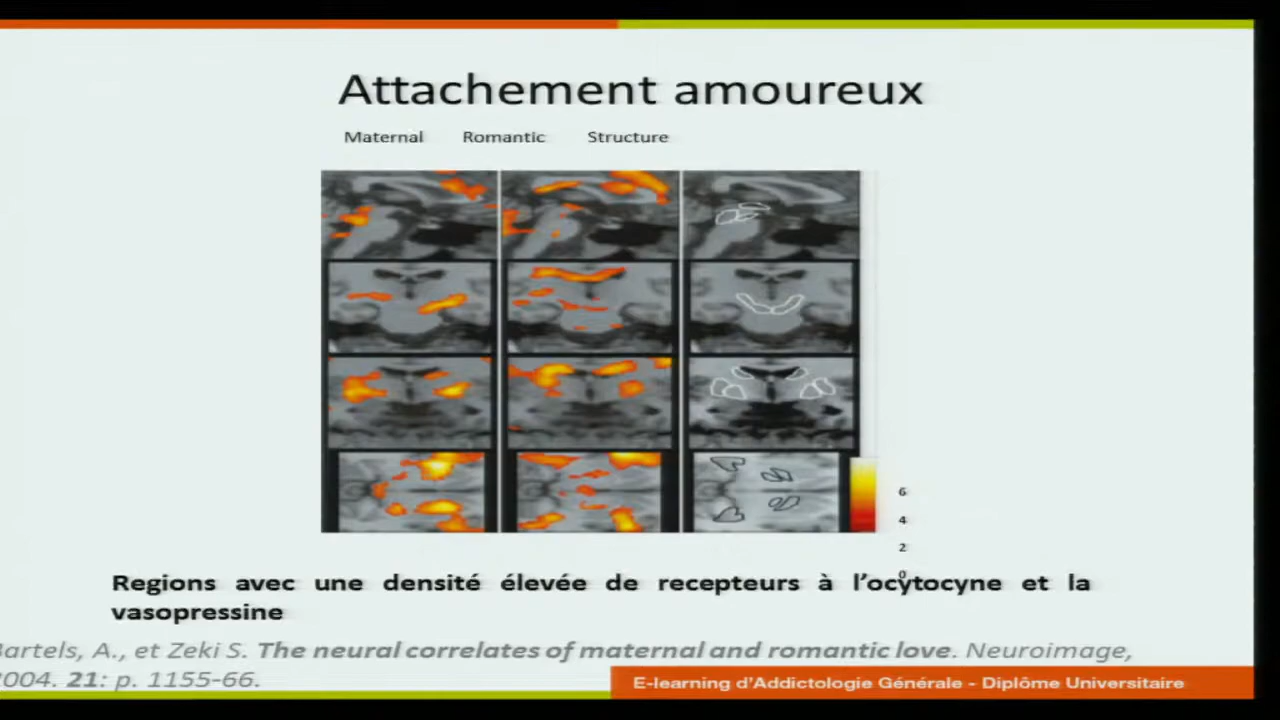 Attachement amoureux
Maternal Romantic Structure
6
4
2
0
Regions avec une densité élevée de recepteurs à l'ocytocyne et la
vasopressine
Bartels, A., et Zeki S. The neural correlates of maternal and romantic love. Neuroimage,
2004. 21: p. 1155-66.
E-learning d'Addictologie Générale - Diplôme Universitaire